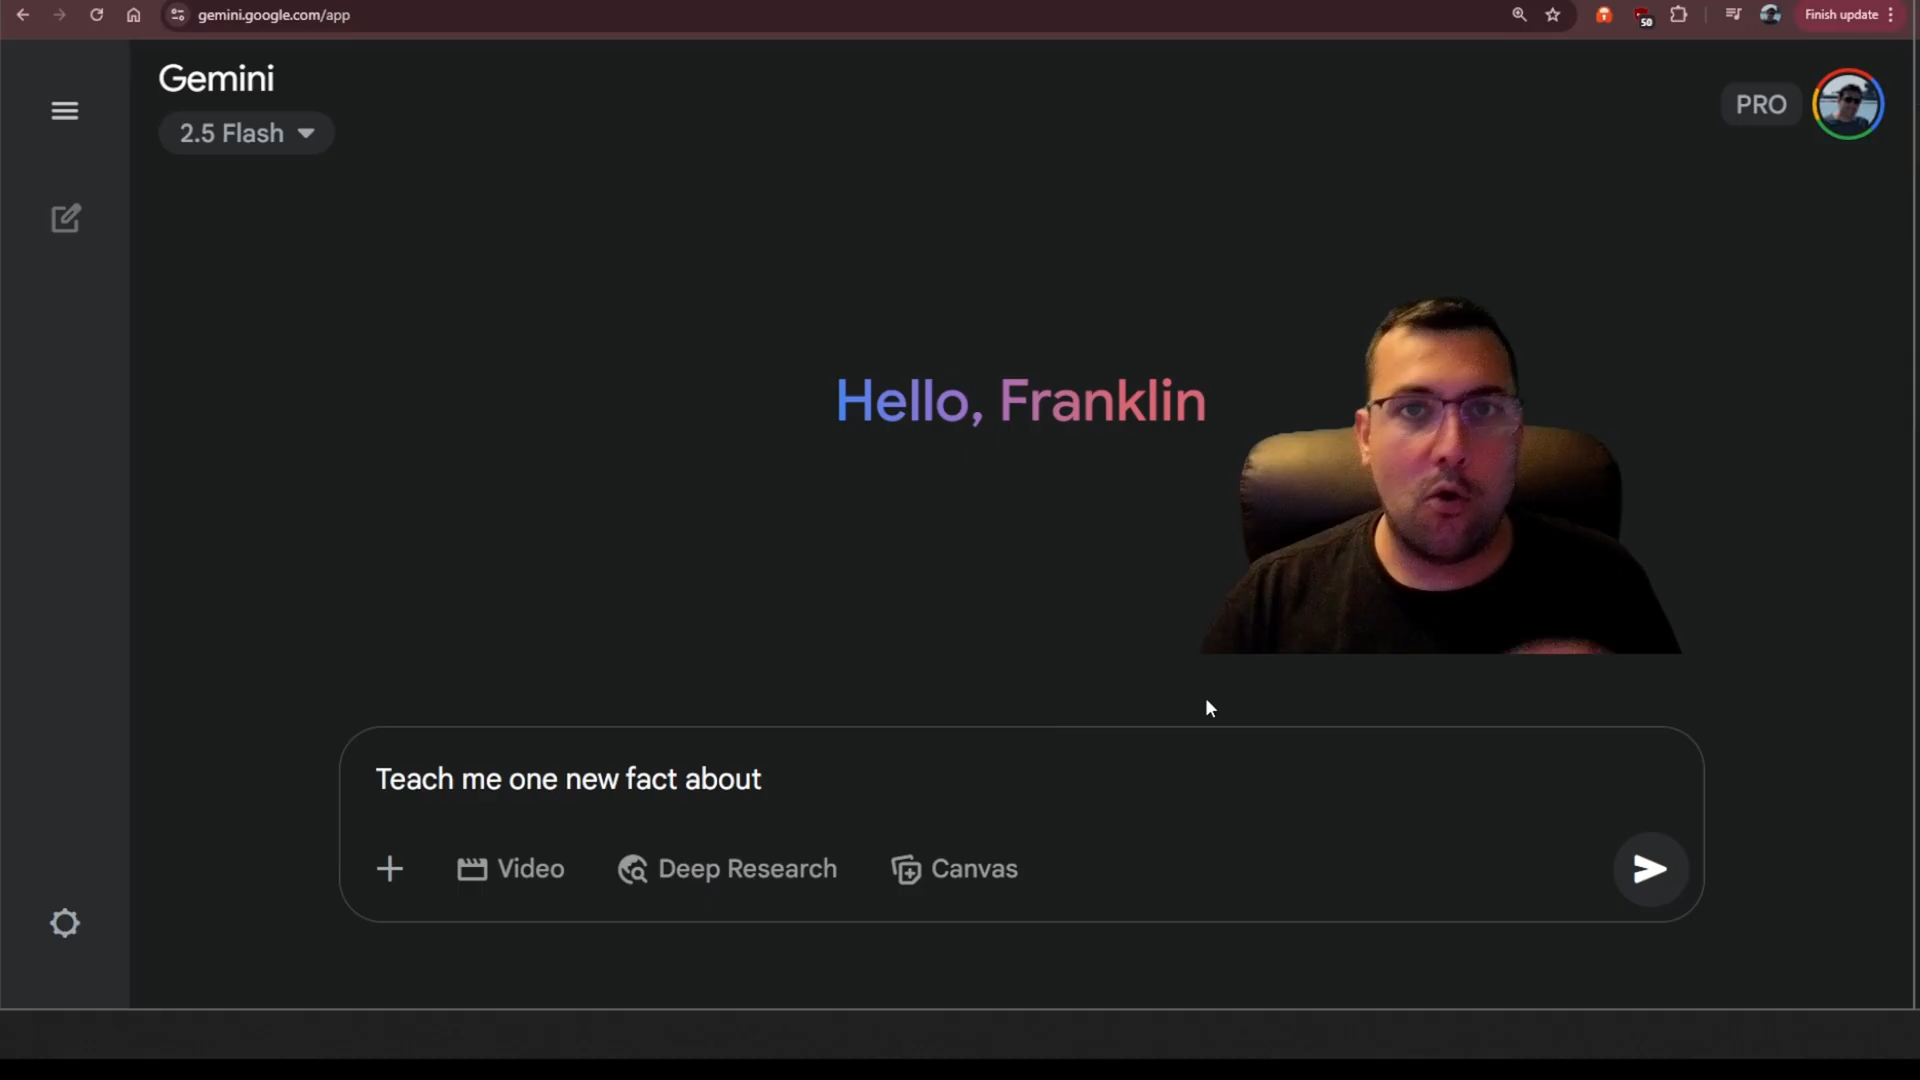 gemini.google.com/app
50
Finish update
Gemini
2.5 Flash
PRO
Hello, Franklin
Teach me one new fact about
Video
Deep Research
Canvas